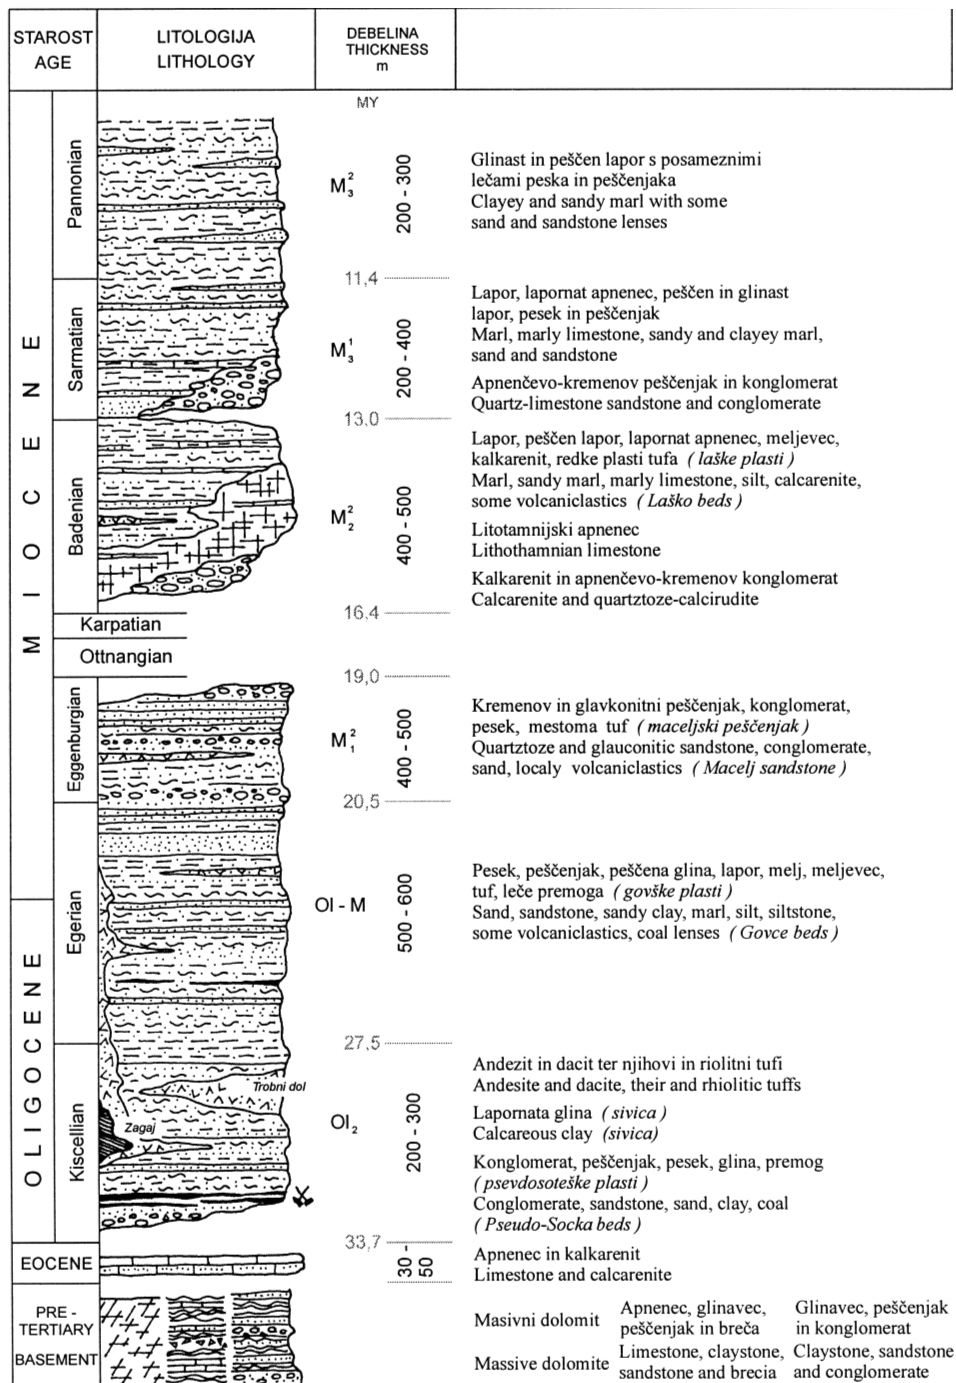 STAROST
AGE
LITOLOGIJA
LITHOLOGY
DEBELINA
THICKNESS
m
MY
MIOCENE
Pannonian
M₃²
200 - 300
Glinast in peščen lapor s posameznimi
lečami peska in peščenjaka
Clayey and sandy marl with some
sand and sandstone lenses
11,4
Sarmatian
M₃¹
200 - 400
Lapor, lapornat apnenec, peščen in glinast
lapor, pesek in peščenjak
Marl, marly limestone, sandy and clayey marl,
sand and sandstone
Apnenčevo-kremenov peščenjak in konglomerat
Quartz-limestone sandstone and conglomerate
13,0
Badenian
M₂²
400 - 500
Lapor, peščen lapor, lapornat apnenec, meljevec,
kalkarenit, redke plasti tufa ( laške plasti )
Marl, sandy marl, marly limestone, silt, calcarenite,
some volcaniclastics ( Laško beds )
Litotamnijski apnenec
Lithothamnian limestone
Kalkarenit in apnenčevo-kremenov konglomerat
Calcarenite and quartztoze-calcirudite
16,4
Karpatian
Ottnangian
19,0
Eggenburgian
M₁²
400 - 500
Kremenov in glavkonitni peščenjak, konglomerat,
pesek, mestoma tuf ( maceljski peščenjak )
Quartztoze and glauconitic sandstone, conglomerate,
sand, localy volcaniclastics ( Macelj sandstone )
20,5
OLIGOCENE
Egerian
Ol - M
500 - 600
Pesek, peščenjak, peščena glina, lapor, melj, meljevec,
tuf, leče premoga ( govške plasti )
Sand, sandstone, sandy clay, marl, silt, siltstone,
some volcaniclastics, coal lenses ( Govce beds )
27,5
Kiscellian
Trobni dol
Zagaj
Ol₂
200 - 300
Andezit in dacit ter njihovi in riolitni tufi
Andesite and dacite, their and rhiolitic tuffs
Lapornata glina ( sivica )
Calcareous clay (sivica)
Konglomerat, peščenjak, pesek, glina, premog
(psevdosoteške plasti )
Conglomerate, sandstone, sand, clay, coal
( Pseudo-Socka beds )
33,7
EOCENE
30 -
50
Apnenec in kalkarenit
Limestone and calcarenite
PRE -
TERTIARY
BASEMENT
Masivni dolomit
Massive dolomite
Apnenec, glinavec,
peščenjak in breča
Limestone, claystone,
sandstone and brecia
Glinavec, peščenjak
in konglomerat
Claystone, sandstone
and conglomerate